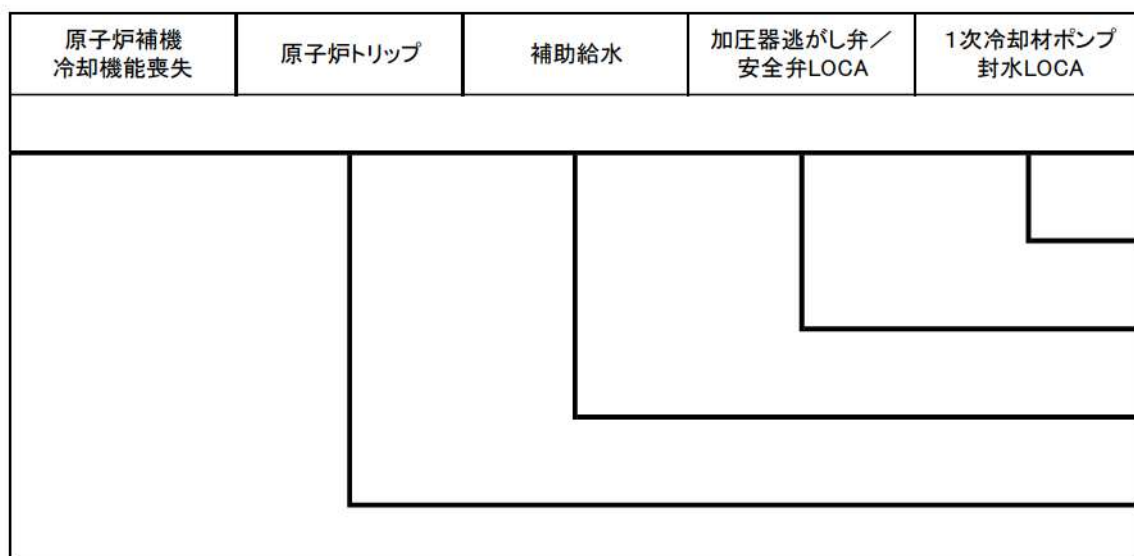 原子炉補機
冷却機能喪失
原子炉トリップ
補助給水
加圧器逃がし弁／
安全弁LOCA
1次冷却材ポンプ
封水LOCA